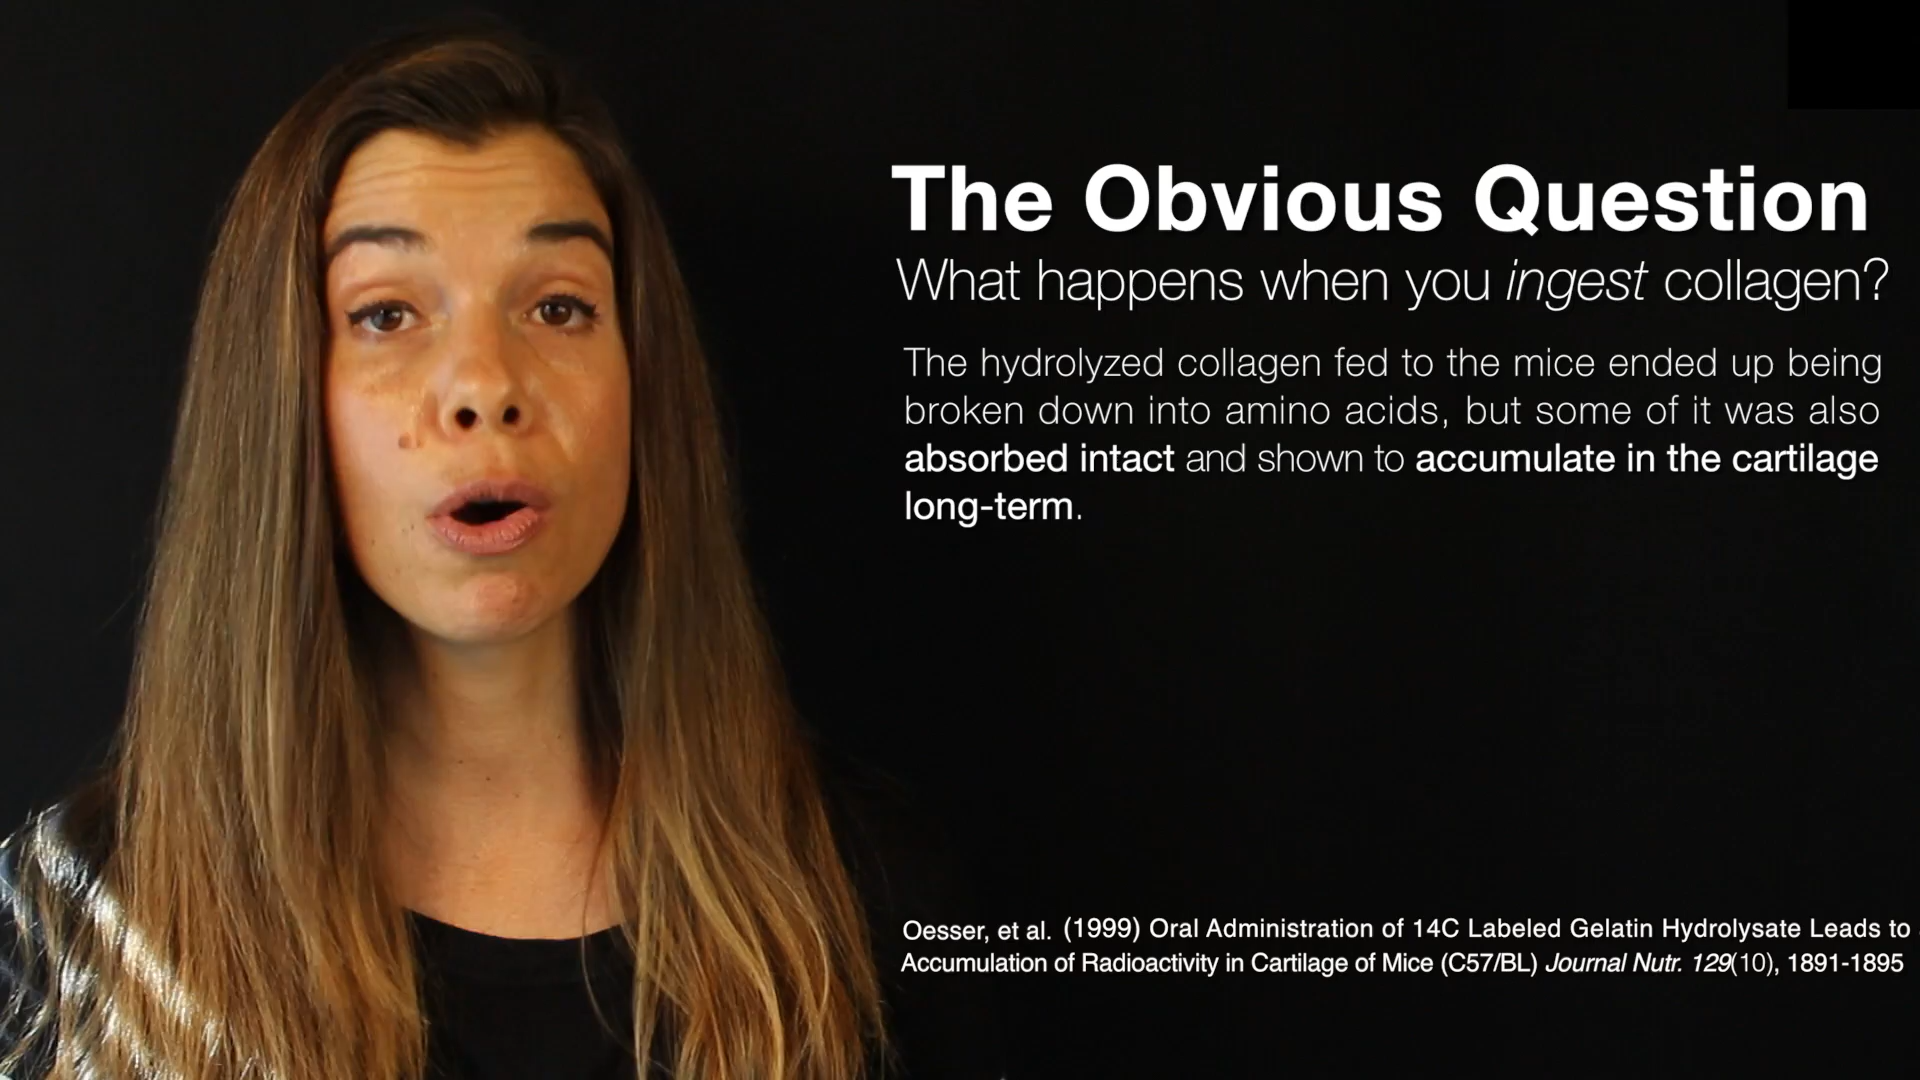 The Obvious Question
What happens when you ingest collagen?
The hydrolyzed collagen fed to the mice ended up being
broken down into amino acids, but some of it was also
absorbed intact and shown to accumulate in the cartilage
long-term.
Oesser, et al. (1999) Oral Administration of 14C Labeled Gelatin Hydrolysate Leads to
Accumulation of Radioactivity in Cartilage of Mice (C57/BL) Journal Nutr. 129(10), 1891-1895